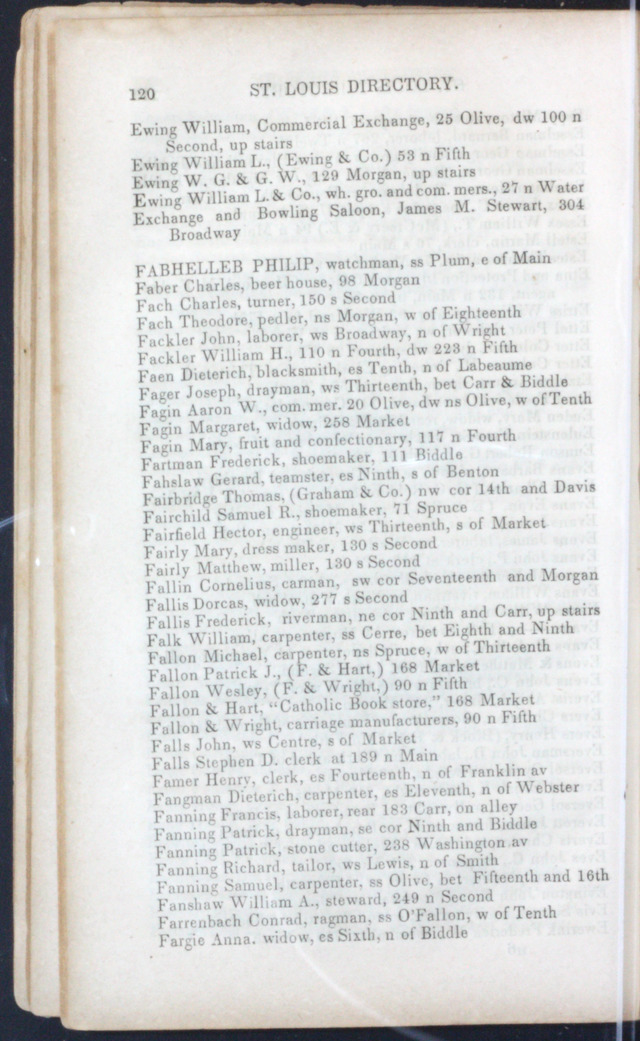 120 ST. LOUIS DIRECTORY.
Ewing William, Commercial Exchange, 25 Olive, dw 100 n
Second, up stairs
Ewing William L., (Ewing & Co.) 53 n Fifth
Ewing W. G. & G. W., 129 Morgan, up stairs
Ewing William L. & Co., wh. gro. and com. mers., 27 n Water
Exchange and Bowling Saloon, James M. Stewart, 304
Broadway
FABHELLEB PHILIP, watchman, ss Plum, e of Main
Faber Charles, beer house, 98 Morgan
Fach Charles, turner, 150 s Second
Fach Theodore, pedler, ns Morgan, w of Eighteenth
Fackler John, laborer, ws Broadway, n of Wright
Fackler William H., 110 n Fourth, dw 223 n Fifth
Faen Dieterich, blacksmith, es Tenth, n of Labeaume
Fager Joseph, drayman, ws Thirteenth, bet Carr & Biddle
Fagin Aaron W., com. mer. 20 Olive, dw ns Olive, w of Tenth
Fagin Margaret, widow, 258 Market
Fagin Mary, fruit and confectionary, 117 n Fourth
Fartman Frederick, shoemaker, 111 Biddle
Fahslaw Gerard, teamster, es Ninth, s of Benton
Fairbridge Thomas, (Graham & Co.) nw cor 14th and Davis
Fairchild Samuel R., shoemaker, 71 Spruce
Fairfield Hector, engineer, ws Thirteenth, s of Market
Fairly Mary, dress maker, 130 s Second
Fairly Matthew, miller, 130 s Second
Fallin Cornelius, carman, sw cor Seventeenth and Morgan
Fallis Dorcas, widow, 277 s Second
Fallis Frederick, riverman, ne cor Ninth and Carr, up stairs
Falk William, carpenter, ss Cerre, bet Eighth and Ninth
Fallon Michael, carpenter, ns Spruce, w of Thirteenth
Fallon Patrick J., (F. & Hart,) 168 Market
Fallon Wesley, (F. & Wright,) 90 n Fifth
Fallon & Hart, "Catholic Book store," 168 Market
Fallon & Wright, carriage manufacturers, 90 n Fifth
Falls John, ws Centre, s of Market
Falls Stephen D. clerk at 189 n Main
Famer Henry, clerk, es Fourteenth, n of Franklin av
Fangman Dieterich, carpenter, es Eleventh, n of Webster
Fanning Francis, laborer, rear 183 Carr, on alley
Fanning Patrick, drayman, se cor Ninth and Biddle
Fanning Patrick, stone cutter, 238 Washington av
Fanning Richard, tailor, ws Lewis, n of Smith
Fanning Samuel, carpenter, ss Olive, bet Fifteenth and 16th
Fanshaw William A., steward, 249 n Second
Farrenbach Conrad, ragman, ss O'Fallon, w of Tenth
Fargie Anna. widow, es Sixth, n of Biddle